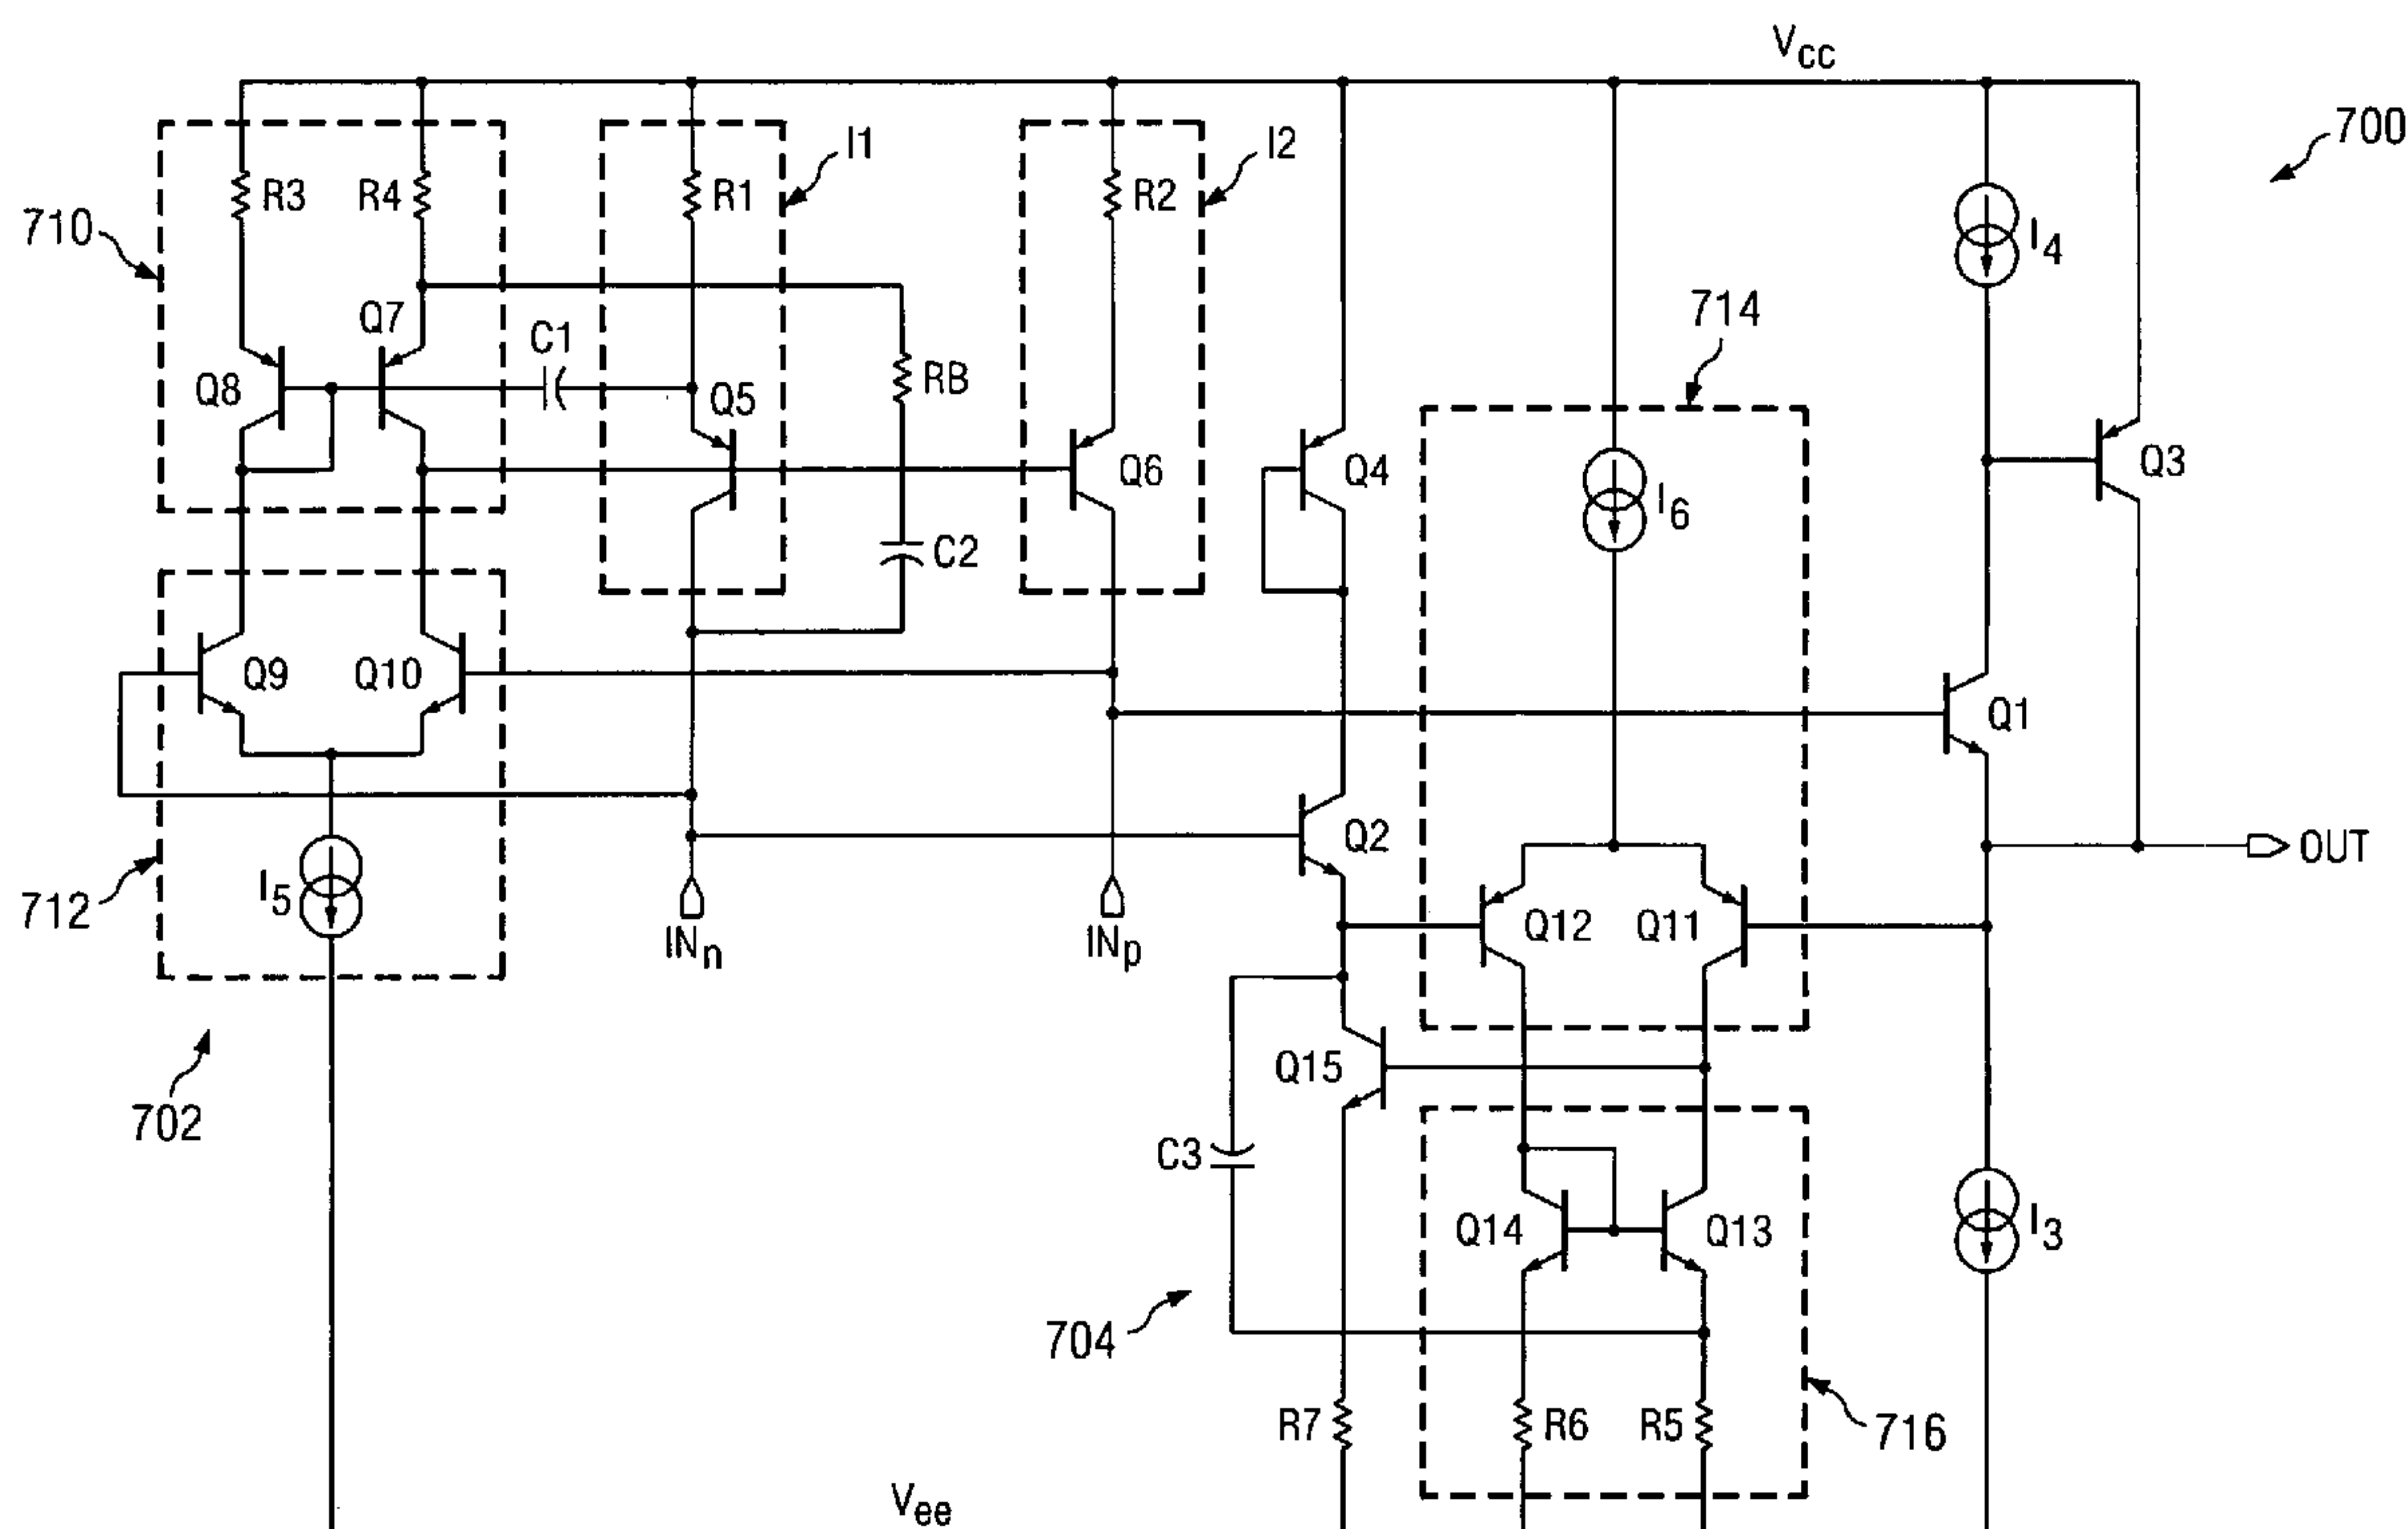 Vcc
700
I1
I2
R3
R4
R1
R2
710
I4
714
Q7
C1
Q8
Q5
RB
Q6
Q4
Q3
I6
C2
Q9
Q10
Q1
Q2
OUT
I5
712
INn
INp
Q12
Q11
Q15
702
C3
Q14
Q13
I3
704
R7
R6
R5
716
Vee